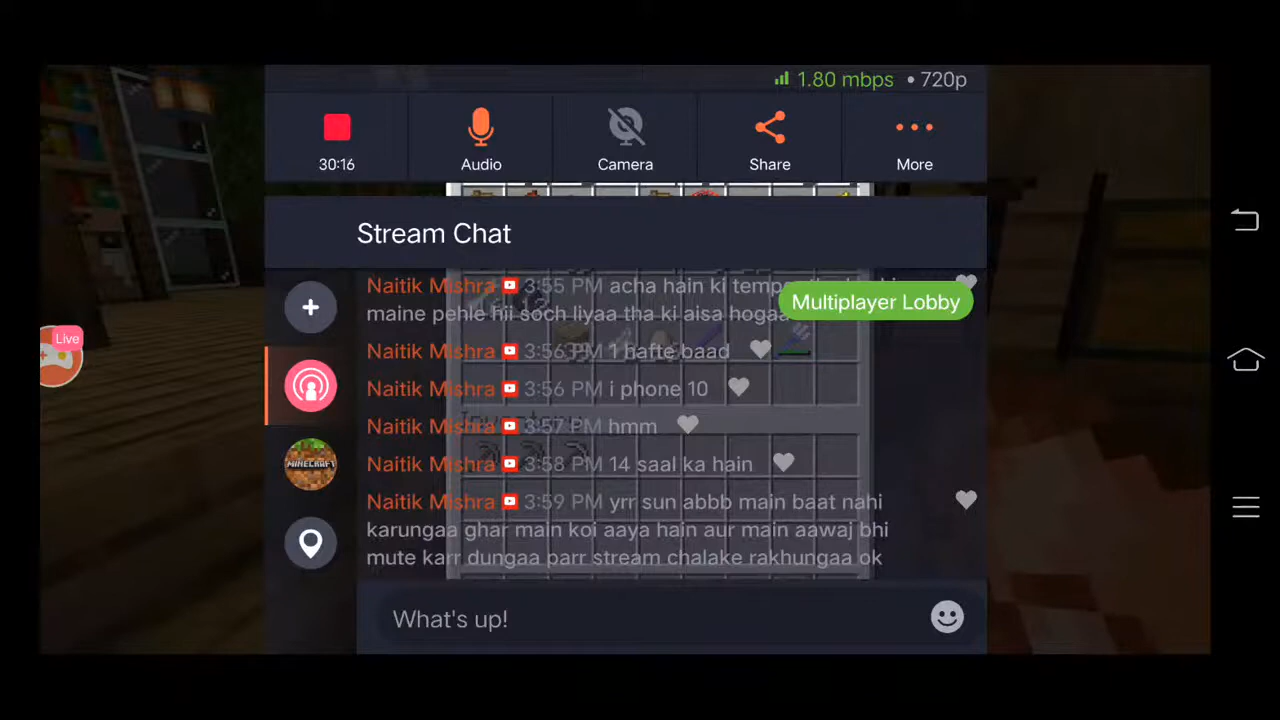 1.80 mbps • 720p
30:16
Audio
Camera
Share
More
Stream Chat
Live
Naitik Mishra 3:55 PM acha hain ki
Multiplayer Lobby
maine pehle hii soch liyaa tha ki aisa hogaa
Naitik Mishra 3:56 PM 1 hafte baad
Naitik Mishra 3:56 PM i phone 10
Naitik Mishra 3:57 PM hmm
MINECRAFT
Naitik Mishra 3:58 PM 14 saal ka hain
Naitik Mishra 3:59 PM yrr sun abbb main baat nahi
karungaa ghar main koi aaya hain aur main aawaj bhi
mute karr dungaa parr stream chalake rakhungaa ok
What's up!